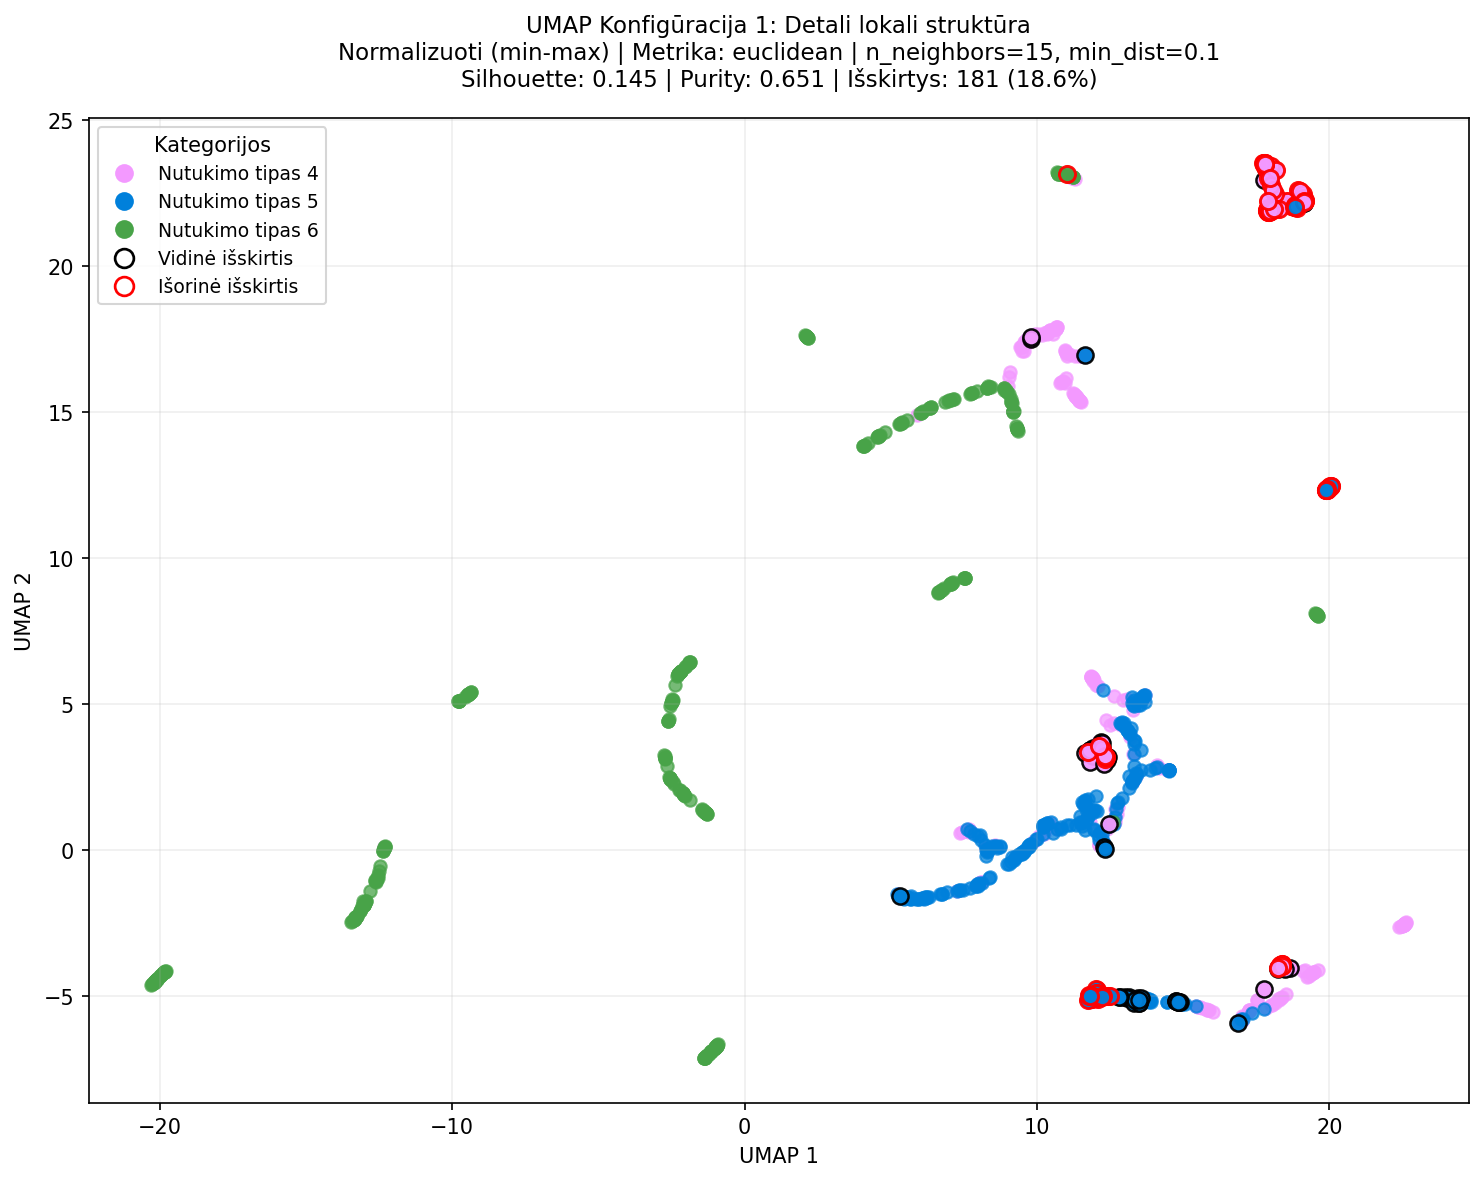 UMAP Konfigūracija 1: Detali lokali struktūra
Normalizuoti (min-max) | Metrika: euclidean | n_neighbors=15, min_dist=0.1
Silhouette: 0.145 | Purity: 0.651 | Išskirtys: 181 (18.6%)
Kategorijos
Nutukimo tipas 4
Nutukimo tipas 5
Nutukimo tipas 6
Vidinė išskirtis
Išorinė išskirtis
25
20
15
10
5
0
−5
UMAP 2
−20
−10
0
10
20
UMAP 1